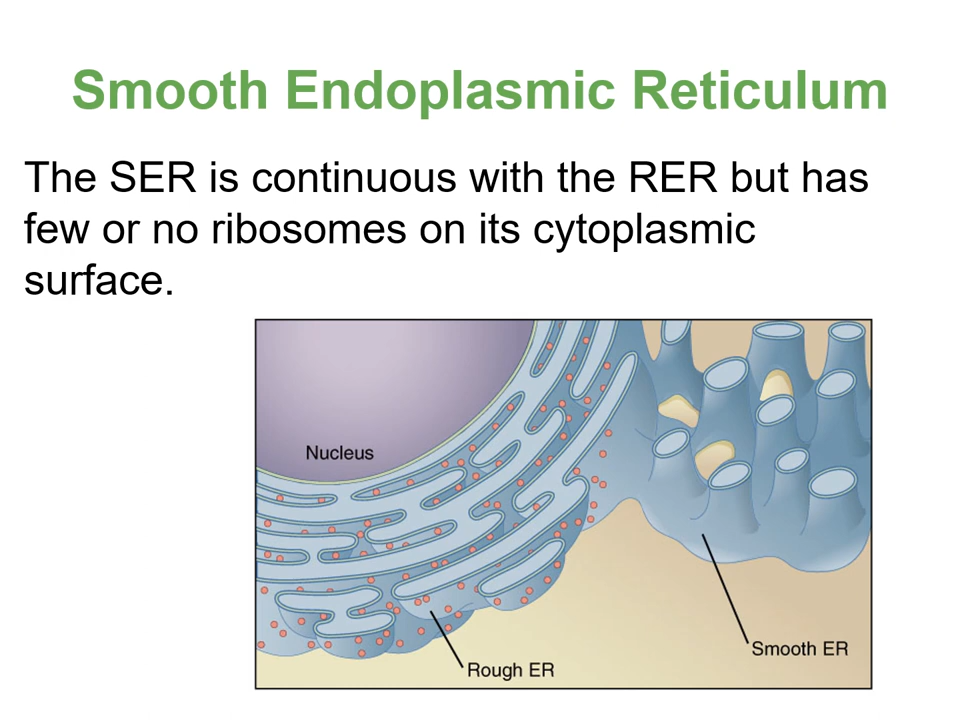 Smooth Endoplasmic Reticulum
The SER is continuous with the RER but has
few or no ribosomes on its cytoplasmic
surface.
Nucleus
Smooth ER
Rough ER